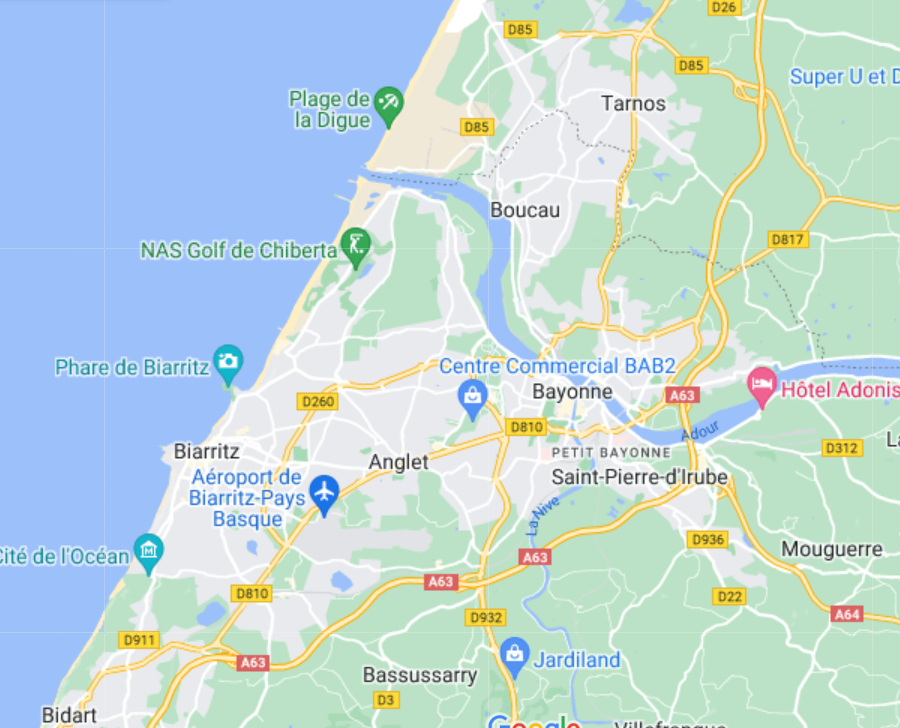 D26
D85
D85
Super U et D
Plage de
la Digue
Tarnos
D85
Boucau
NAS Golf de Chiberta
D817
Phare de Biarritz
Centre Commercial BAB2
Bayonne
A63
Hôtel Adonis
D260
D810
Adour
D312
La
Biarritz
Anglet
PETIT BAYONNE
Aéroport de
Biarritz-Pays
Basque
Saint-Pierre-d'Irube
La Nive
D936
Mouguerre
Cité de l'Océan
A63
A63
D810
D22
A64
D932
D911
A63
Jardiland
Bassussarry
D3
Bidart
Google
Villefranque